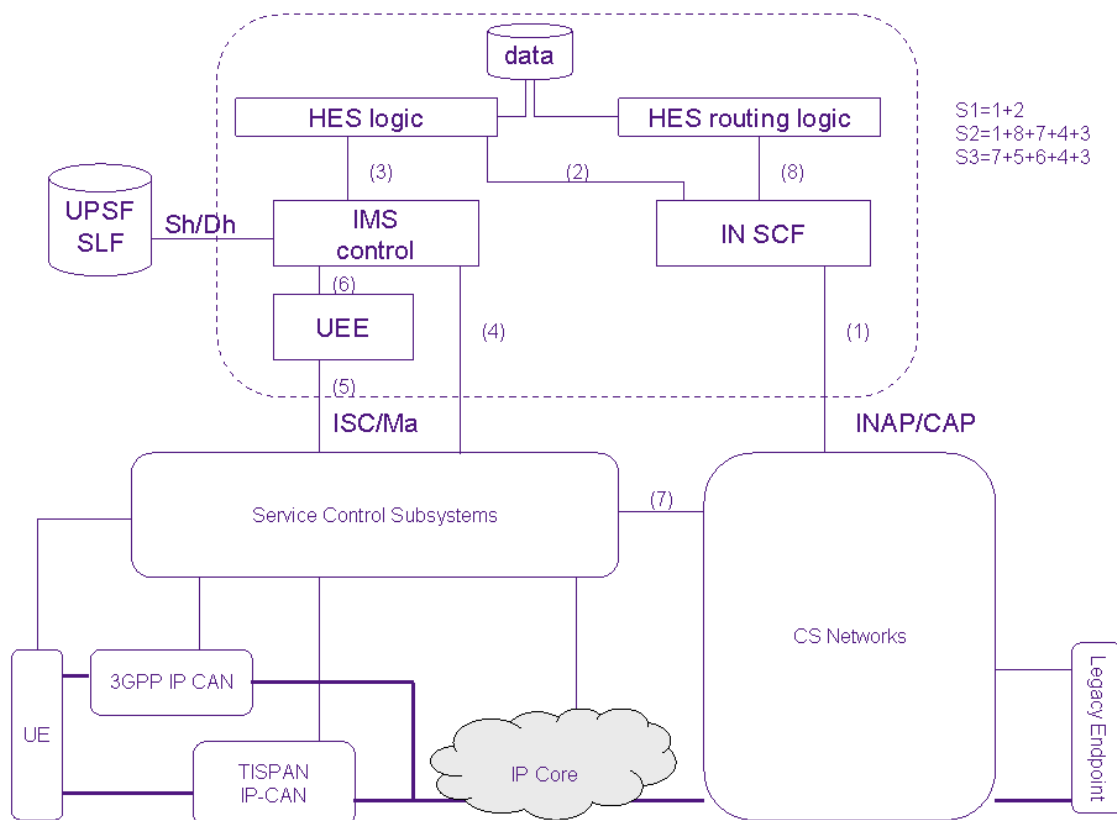 data
HES logic
HES routing logic
S1=1+2
S2=1+8+7+4+3
S3=7+5+6+4+3
(3)
(2)
(8)
UPSF
SLF
Sh/Dh
IMS
control
IN SCF
(6)
UEE
(4)
(1)
(5)
ISC/Ma
INAP/CAP
Service Control Subsystems
(7)
CS Networks
3GPP IP CAN
UE
TISPAN
IP-CAN
IP Core
Legacy Endpoint